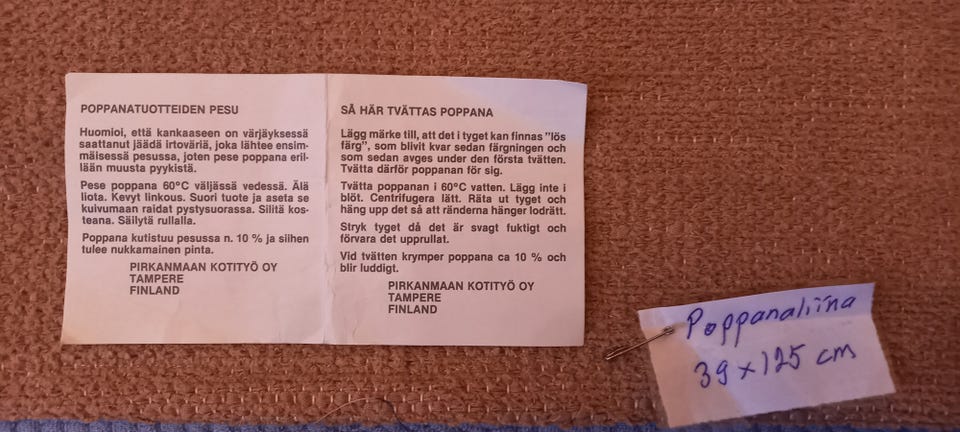 POPPANATUOTTEIDEN PESU
Huomioi, että kankaaseen on värjäyksessä
saattanut jäädä irtoväriä, joka lähtee ensim-
mäisessä pesussa, joten pese poppana eril-
lään muusta pyykistä.
Pese poppana 60°C väljässä vedessä. Älä
liota. Kevyt linkous. Suori tuote ja aseta se
kuivumaan raidat pystysuorassa. Silitä kos-
teana. Säilytä rullalla.
Poppana kutistuu pesussa n. 10 % ja siihen
tulee nukkamainen pinta.
PIRKANMAAN KOTITYÖ OY
TAMPERE
FINLAND
SÅ HÄR TVÄTTAS POPPANA
Lägg märke till, att det i tyget kan finnas "lös
färg", som blivit kvar sedan färgningen och
som sedan avges under den första tvätten.
Tvätta därför poppanan för sig.
Tvätta poppanan i 60°C vatten. Lägg inte i
blöt. Centrifugera lätt. Räta ut tyget och
häng upp det så att ränderna hänger lodrätt.
Stryk tyget då det är svagt fuktigt och
förvara det upprullat.
Vid tvätten krymper poppana ca 10 % och
blir luddigt.
PIRKANMAAN KOTITYÖ OY
TAMPERE
FINLAND
Poppanaliina
39 x 125 cm